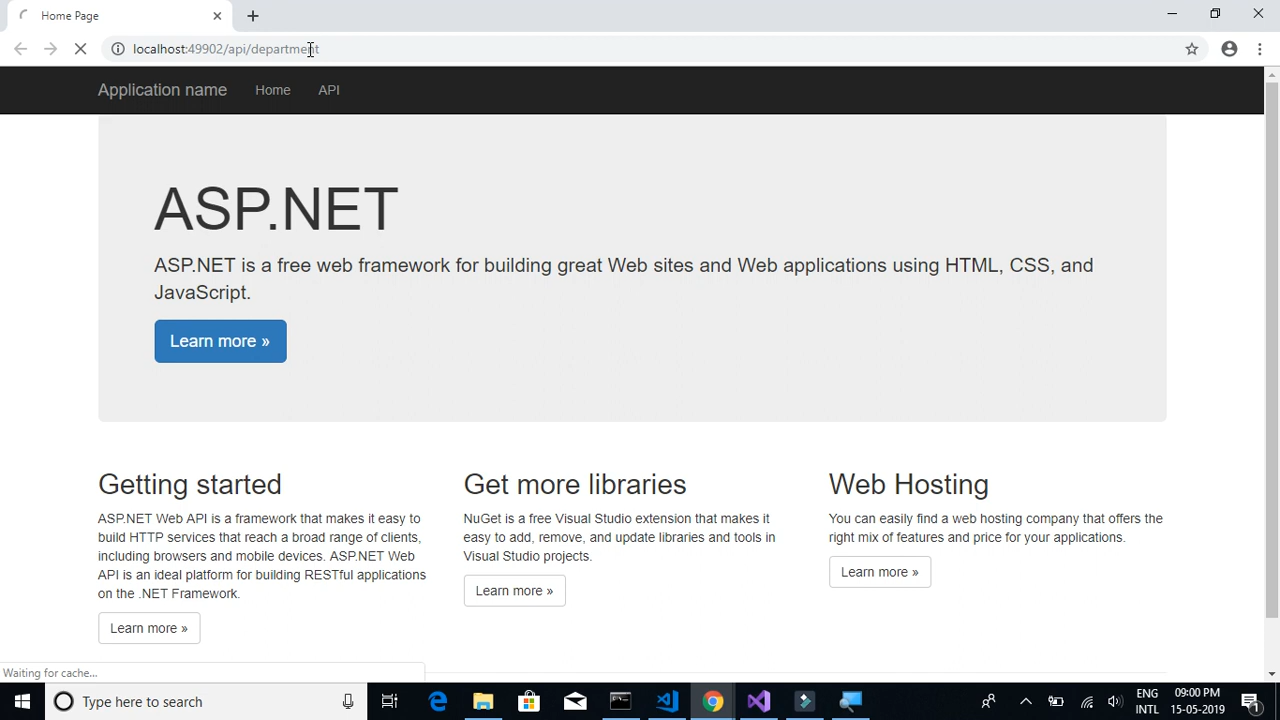 Home Page
localhost:49902/api/department
Application name Home API
ASP.NET
ASP.NET is a free web framework for building great Web sites and Web applications using HTML, CSS, and
JavaScript.
Learn more »
Getting started
ASP.NET Web API is a framework that makes it easy to
build HTTP services that reach a broad range of clients,
including browsers and mobile devices. ASP.NET Web
API is an ideal platform for building RESTful applications
on the .NET Framework.
Learn more »
Get more libraries
NuGet is a free Visual Studio extension that makes it
easy to add, remove, and update libraries and tools in
Visual Studio projects.
Learn more »
Web Hosting
You can easily find a web hosting company that offers the
right mix of features and price for your applications.
Learn more »
Waiting for cache...
Type here to search
ENG
INTL
09:00 PM
15-05-2019
1